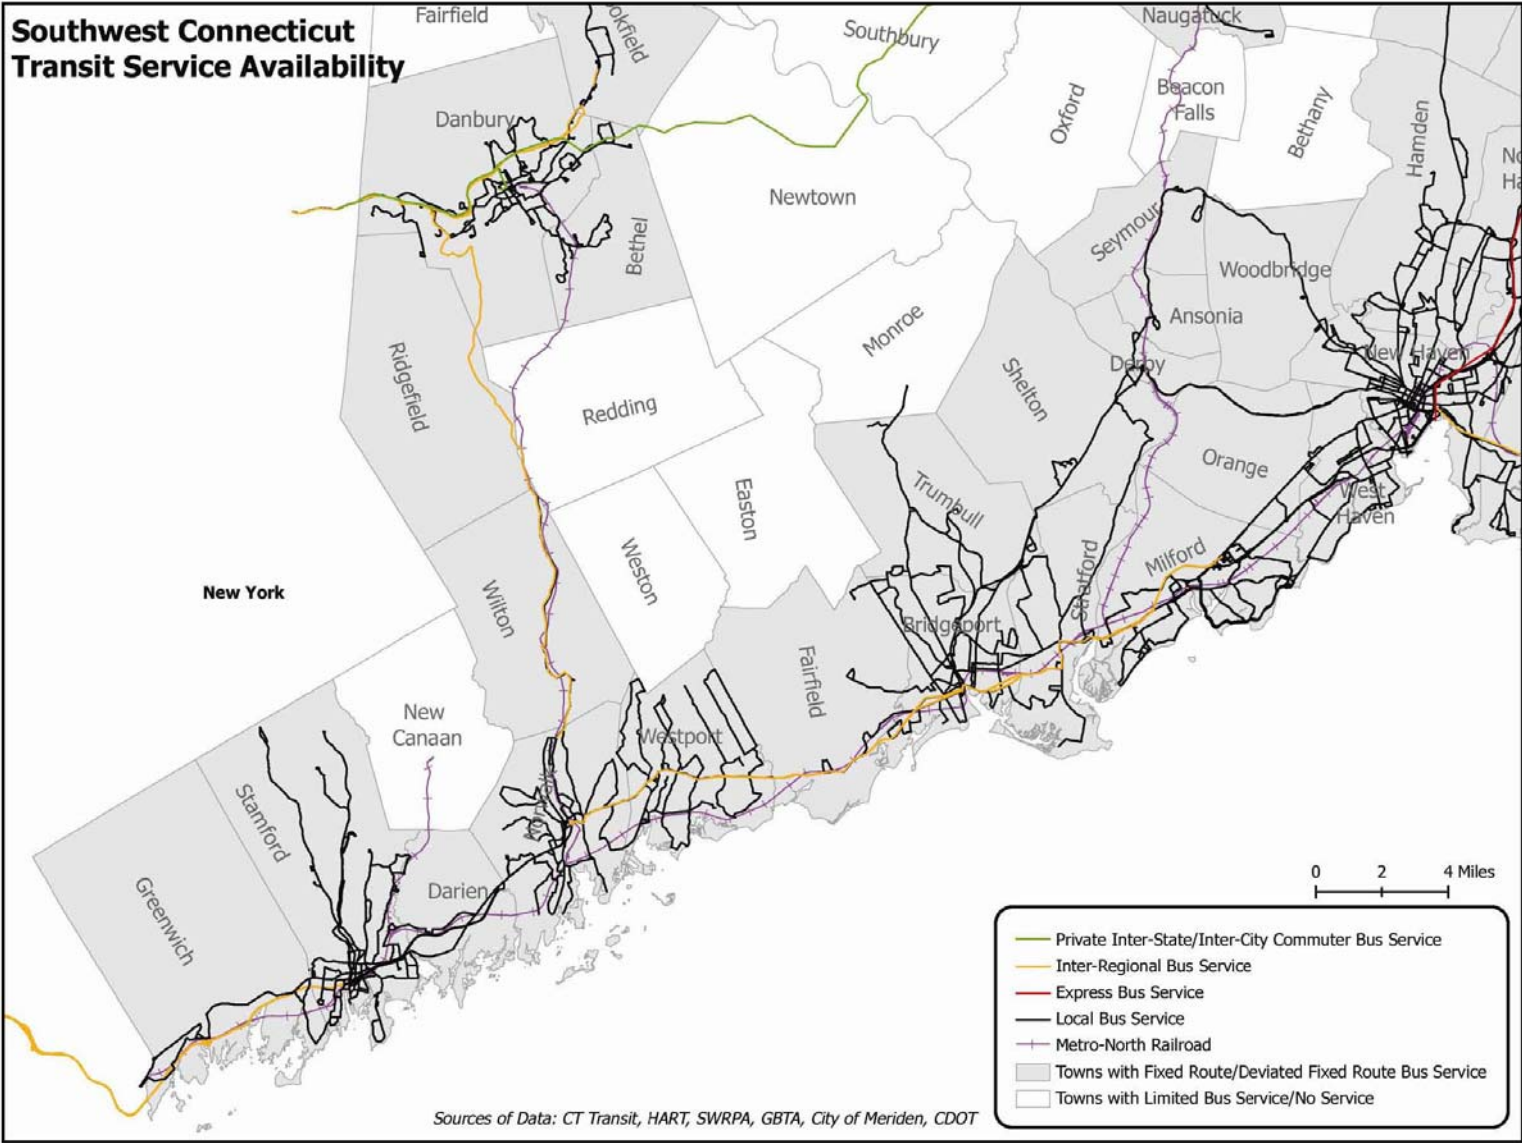 Southwest Connecticut
Transit Service Availability
Fairfield
Southbury
Naugatuck
Danbury
Oxford
Beacon
Falls
Bethany
Hamden
Newtown
Bethel
Seymour
Woodbridge
Ansonia
Monroe
Ridgefield
Redding
Shelton
Derby
New Haven
Orange
Easton
Trumbull
West
Haven
Weston
New York
Wilton
Stratford
Milford
Bridgeport
Fairfield
New
Canaan
Westport
Norwalk
Stamford
Darien
Greenwich
0 2 4 Miles
Private Inter-State/Inter-City Commuter Bus Service
Inter-Regional Bus Service
Express Bus Service
Local Bus Service
Metro-North Railroad
Towns with Fixed Route/Deviated Fixed Route Bus Service
Towns with Limited Bus Service/No Service
Sources of Data: CT Transit, HART, SWRPA, GBTA, City of Meriden, CDOT